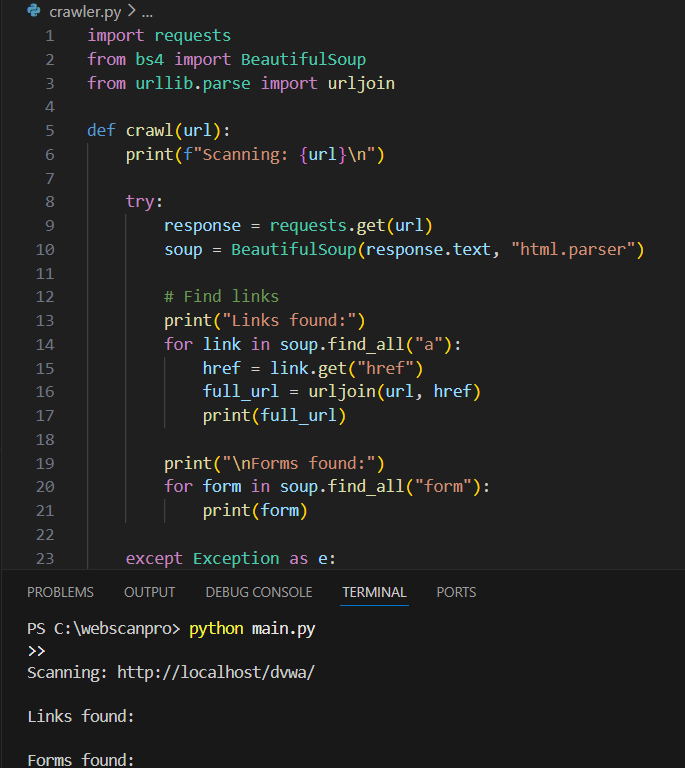 crawler.py > ...
1 import requests
2 from bs4 import BeautifulSoup
3 from urllib.parse import urljoin
4
5 def crawl(url):
6     print(f"Scanning: {url}\n")
7
8     try:
9         response = requests.get(url)
10         soup = BeautifulSoup(response.text, "html.parser")
11
12         # Find links
13         print("Links found:")
14         for link in soup.find_all("a"):
15             href = link.get("href")
16             full_url = urljoin(url, href)
17             print(full_url)
18
19         print("\nForms found:")
20         for form in soup.find_all("form"):
21             print(form)
22
23     except Exception as e:
PROBLEMS OUTPUT DEBUG CONSOLE TERMINAL PORTS
PS C:\webscanpro> python main.py
>>
Scanning: http://localhost/dvwa/
Links found:
Forms found: